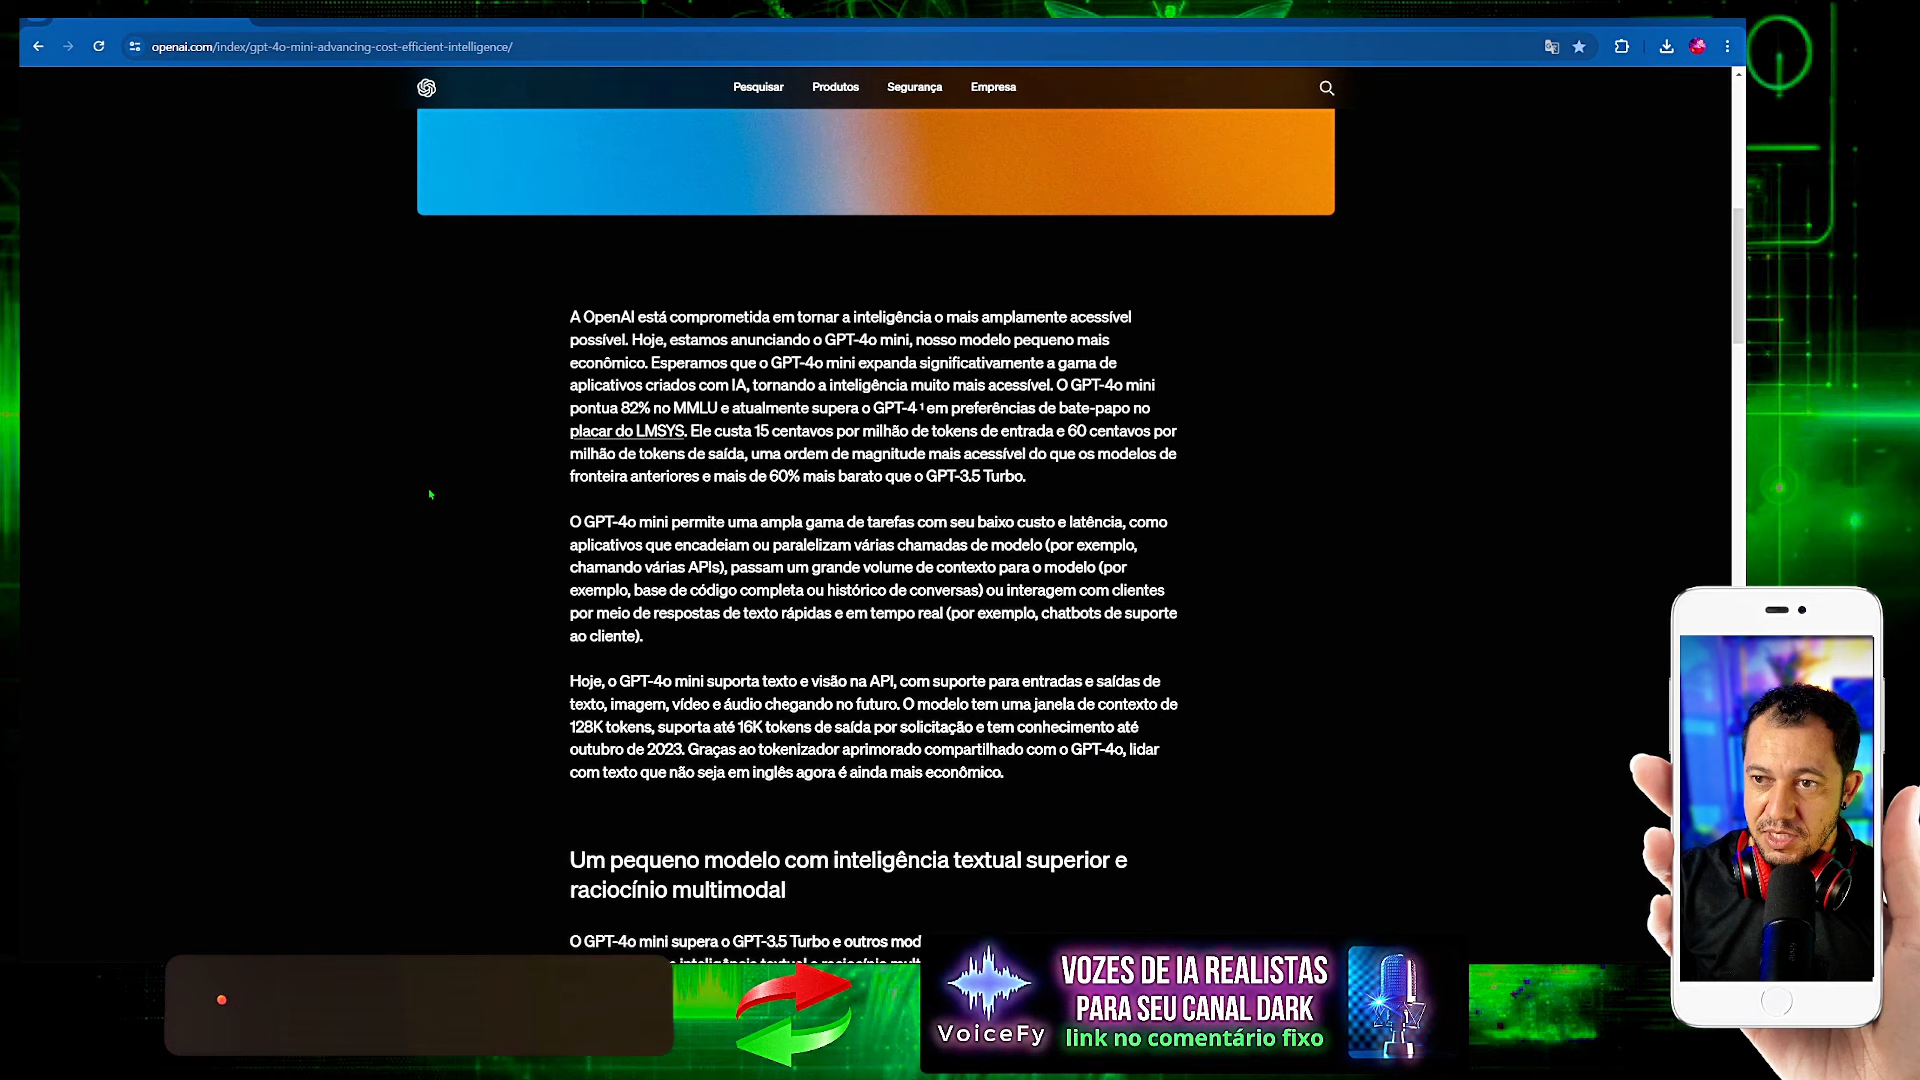 openai.com/index/gpt-4o-mini-advancing-cost-efficient-intelligence/
Pesquisar Produtos Segurança Empresa
A OpenAI está comprometida em tornar a inteligência o mais amplamente acessível
possível. Hoje, estamos anunciando o GPT-4o mini, nosso modelo pequeno mais
econômico. Esperamos que o GPT-4o mini expanda significativamente a gama de
aplicativos criados com IA, tornando a inteligência muito mais acessível. O GPT-4o mini
pontua 82% no MMLU e atualmente supera o GPT-4 ¹ em preferências de bate-papo no
placar do LMSYS. Ele custa 15 centavos por milhão de tokens de entrada e 60 centavos por
milhão de tokens de saída, uma ordem de magnitude mais acessível do que os modelos de
fronteira anteriores e mais de 60% mais barato que o GPT-3.5 Turbo.
O GPT-4o mini permite uma ampla gama de tarefas com seu baixo custo e latência, como
aplicativos que encadeiam ou paralelizam várias chamadas de modelo (por exemplo,
chamando várias APIs), passam um grande volume de contexto para o modelo (por
exemplo, base de código completa ou histórico de conversas) ou interagem com clientes
por meio de respostas de texto rápidas e em tempo real (por exemplo, chatbots de suporte
ao cliente).
Hoje, o GPT-4o mini suporta texto e visão na API, com suporte para entradas e saídas de
texto, imagem, vídeo e áudio chegando no futuro. O modelo tem uma janela de contexto de
128K tokens, suporta até 16K tokens de saída por solicitação e tem conhecimento até
outubro de 2023. Graças ao tokenizador aprimorado compartilhado com o GPT-4o, lidar
com texto que não seja em inglês agora é ainda mais econômico.
Um pequeno modelo com inteligência textual superior e
raciocínio multimodal
O GPT-4o mini supera o GPT-3.5 Turbo e outros mod
VOZES DE IA REALISTAS
PARA SEU CANAL DARK
VoiceFy
link no comentário fixo